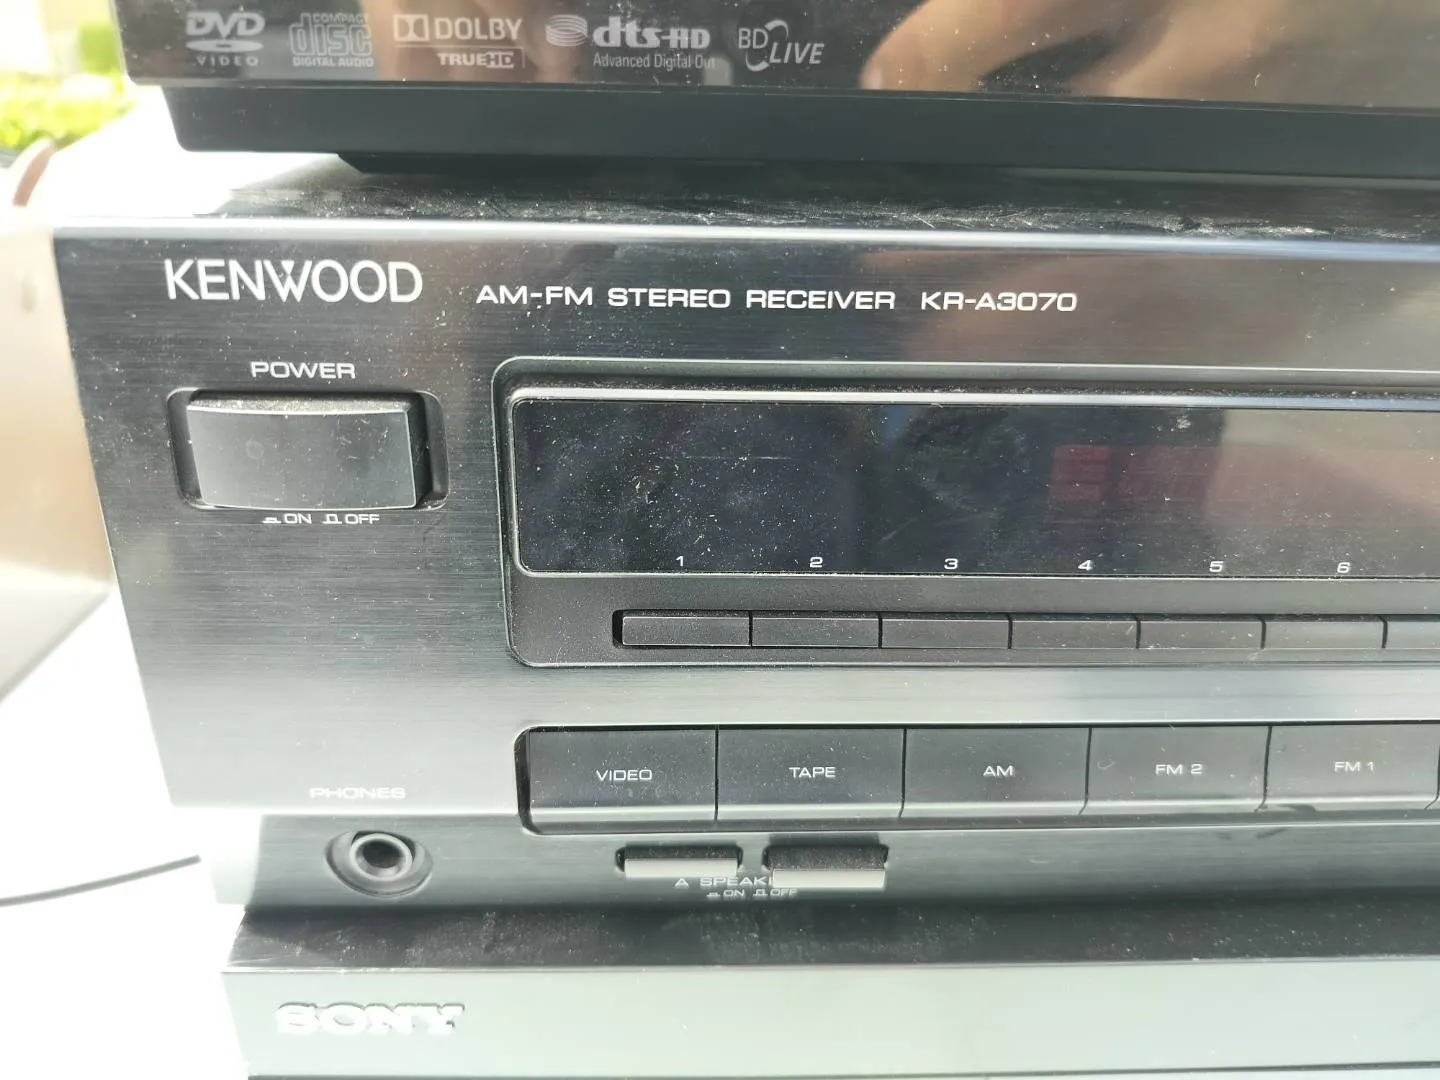 DVD VIDEO
COMPACT disc DIGITAL AUDIO
DOLBY TRUEHD
dts-HD Advanced Digital Out
BD LIVE
KENWOOD
AM-FM STEREO RECEIVER KR-A3070
POWER
ON OFF
1 2 3 4 5 6
VIDEO TAPE AM FM 2 FM 1
PHONES
A SPEAK
ON OFF
SONY